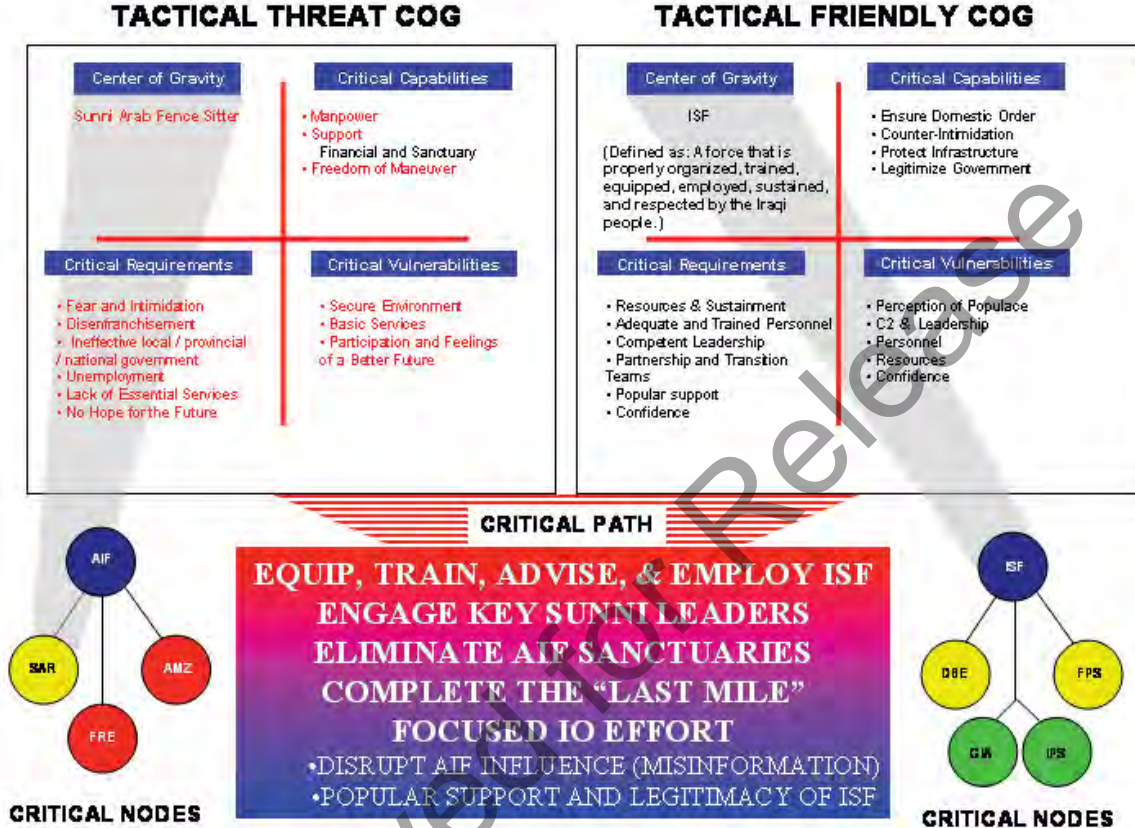 TACTICAL THREAT COG
Center of Gravity
Sunni Arab Fence Sitter
Critical Capabilities
• Manpower
• Support
Financial and Sanctuary
• Freedom of Maneuver
Critical Requirements
• Fear and Intimidation
• Disenfranchisement
• Ineffective local / provincial
/ national government
• Unemployment
• Lack of Essential Services
• No Hope for the Future
Critical Vulnerabilities
• Secure Environment
• Basic Services
• Participation and Feelings
of a Better Future
TACTICAL FRIENDLY COG
Center of Gravity
ISF
(Defined as: A force that is
properly organized, trained,
equipped, employed, sustained,
and respected by the Iraqi
people.)
Critical Capabilities
• Ensure Domestic Order
• Counter-Intimidation
• Protect Infrastructure
• Legitimize Government
Critical Requirements
• Resources & Sustainment
• Adequate and Trained Personnel
• Competent Leadership
• Partnership and Transition
Teams
• Popular support
• Confidence
Critical Vulnerabilities
• Perception of Populace
• C2 & Leadership
• Personnel
• Resources
• Confidence
CRITICAL PATH
EQUIP, TRAIN, ADVISE, & EMPLOY ISF
ENGAGE KEY SUNNI LEADERS
ELIMINATE AIF SANCTUARIES
COMPLETE THE “LAST MILE”
FOCUSED IO EFFORT
•DISRUPT AIF INFLUENCE (MISINFORMATION)
•POPULAR SUPPORT AND LEGITIMACY OF ISF
AIF
SAR
AMZ
FRE
CRITICAL NODES
ISF
DBE
FPS
IPS
CRITICAL NODES
ved for Release